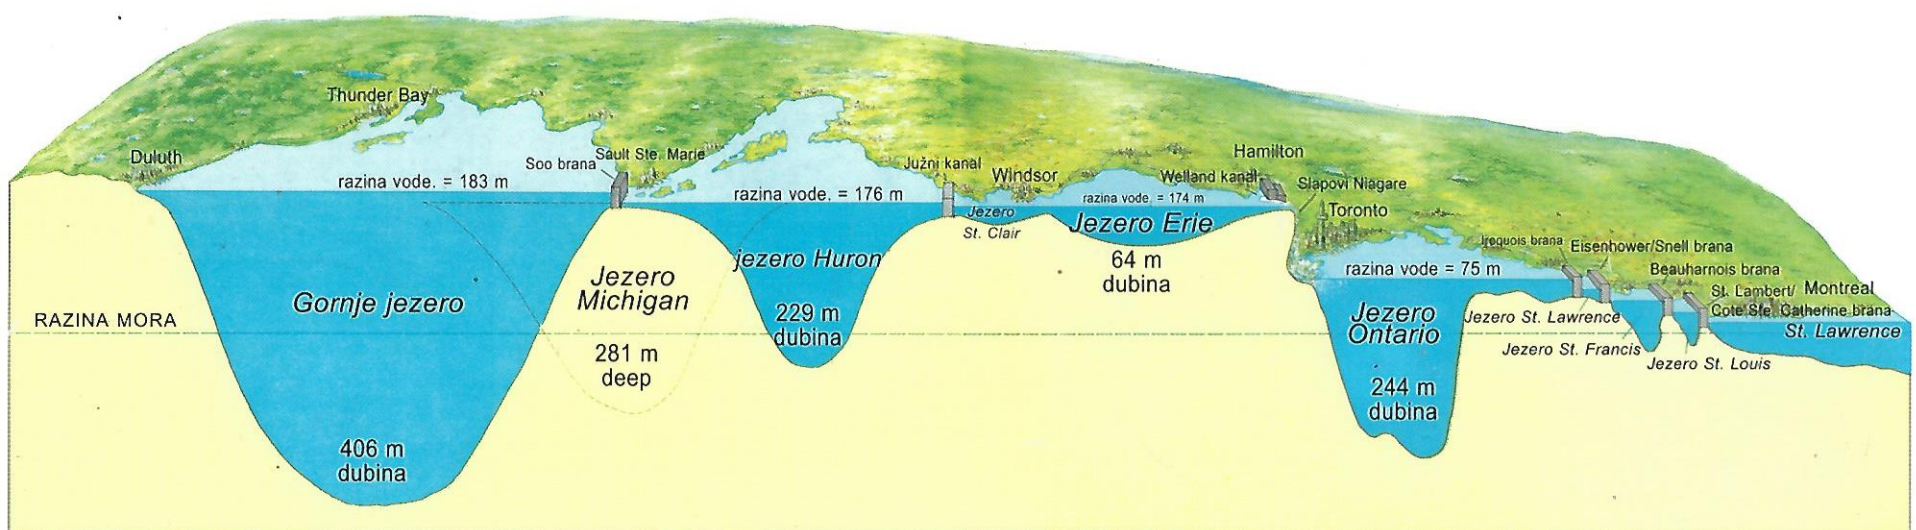 Thunder Bay
Duluth
Soo brana
Sault Ste. Marie
razina vode. = 183 m
Gornje jezero
406 m
dubina
RAZINA MORA
Jezero
Michigan
281 m
deep
razina vode. = 176 m
jezero Huron
229 m
dubina
Južni kanal
Jezero
St. Clair
Windsor
Welland kanal
razina vode. = 174 m
Jezero Erie
64 m
dubina
Hamilton
Slapovi Niagare
Toronto
razina vode = 75 m
Jezero
Ontario
244 m
dubina
Iroquois brana
Eisenhower/Snell brana
Beauharnois brana
St. Lambert/
Cote Ste. Catherine brana
Montreal
St. Lawrence
Jezero St. Lawrence
Jezero St. Francis
Jezero St. Louis